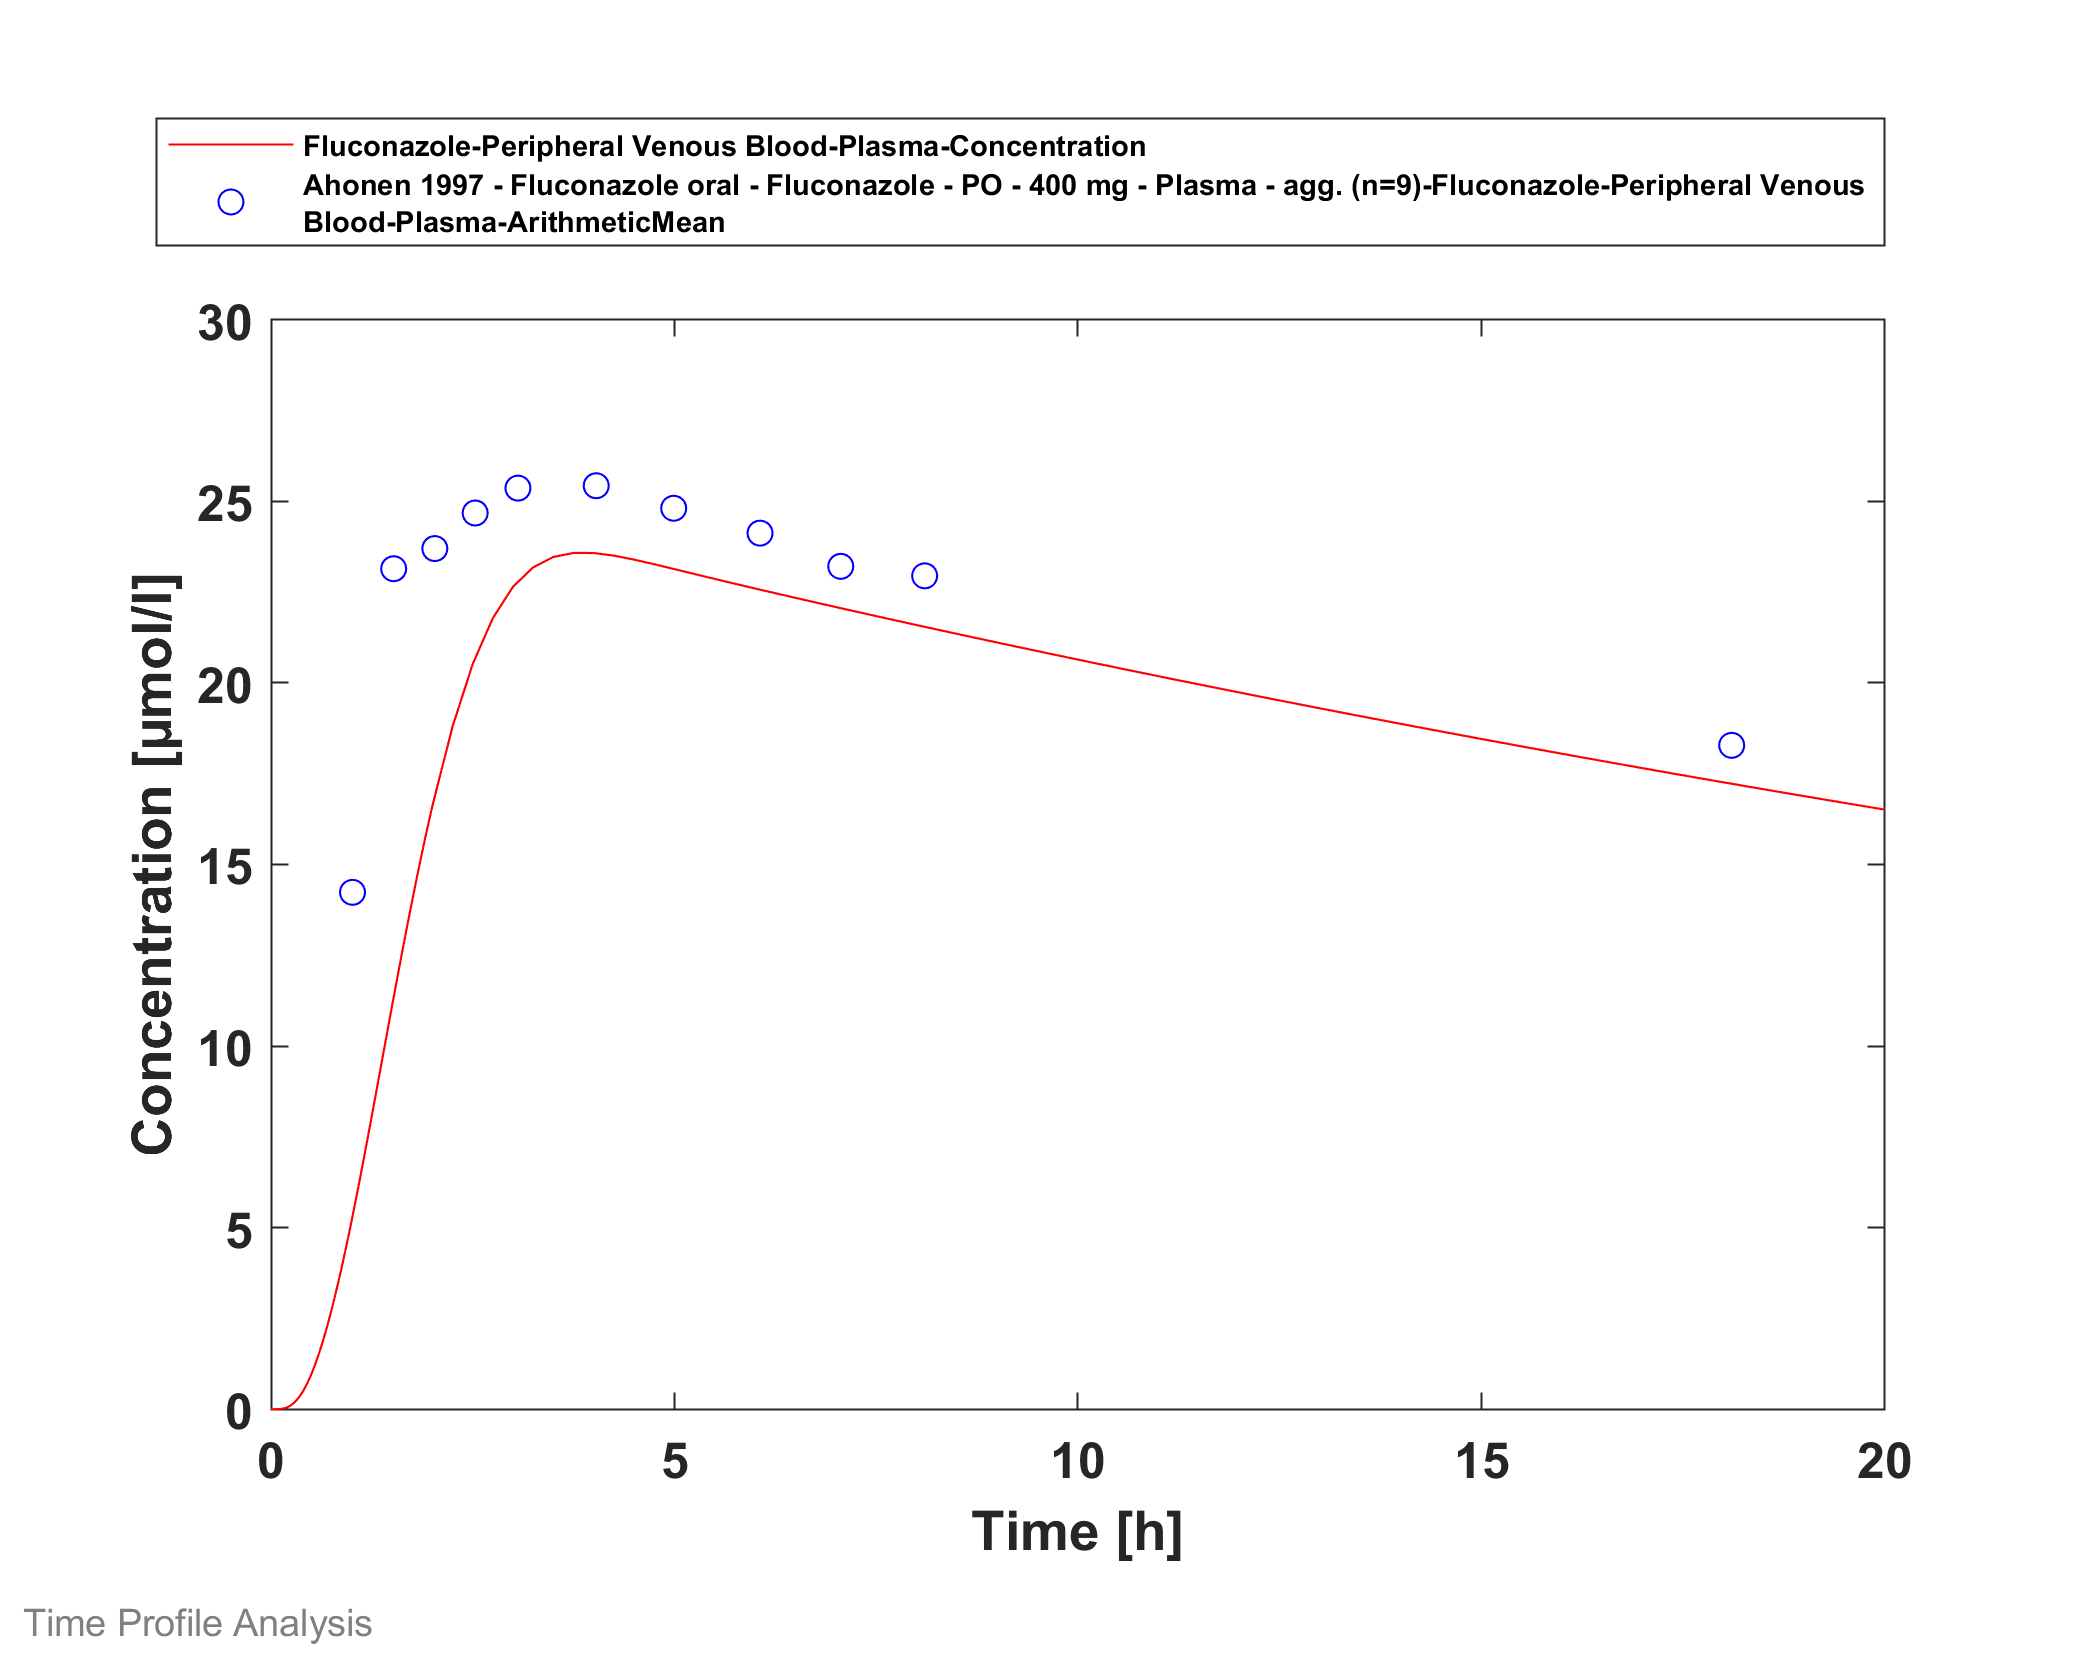 Fluconazole-Peripheral Venous Blood-Plasma-Concentration
Ahonen 1997 - Fluconazole oral - Fluconazole - PO - 400 mg - Plasma - agg. (n=9)-Fluconazole-Peripheral Venous
Blood-Plasma-ArithmeticMean
30
25
20
15
10
5
0
Concentration [µmol/l]
0 5 10 15 20
Time [h]
Time Profile Analysis